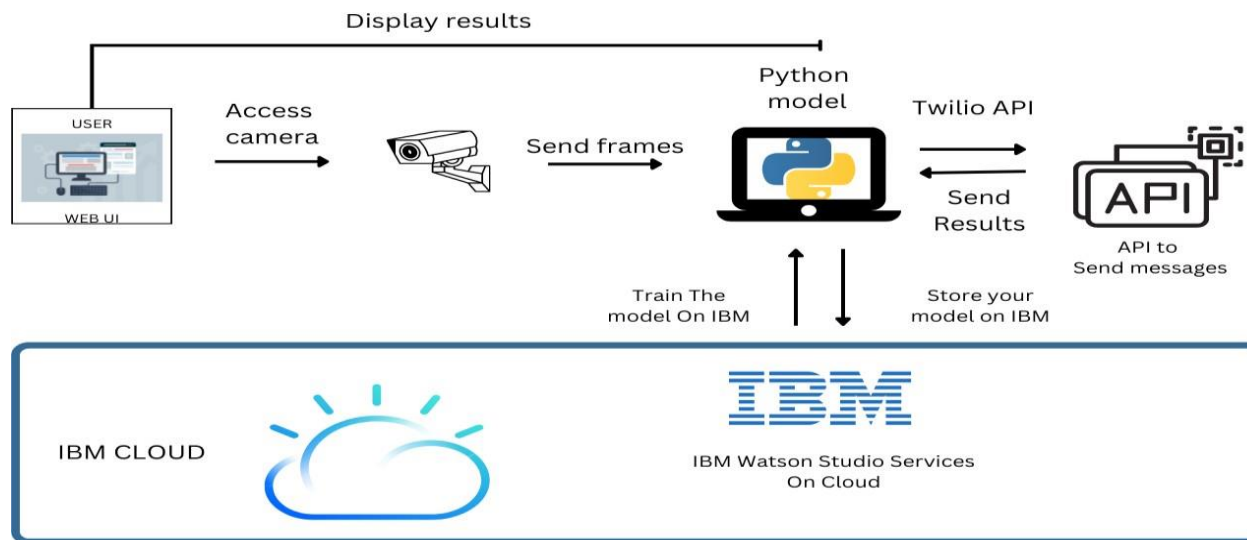 Display results
USER
WEB UI
Access
camera
Send frames
Python
model
Twilio API
Send
Results
API
API to
Send messages
Train The
model On IBM
Store your
model on IBM
IBM CLOUD
IBM
IBM Watson Studio Services
On Cloud